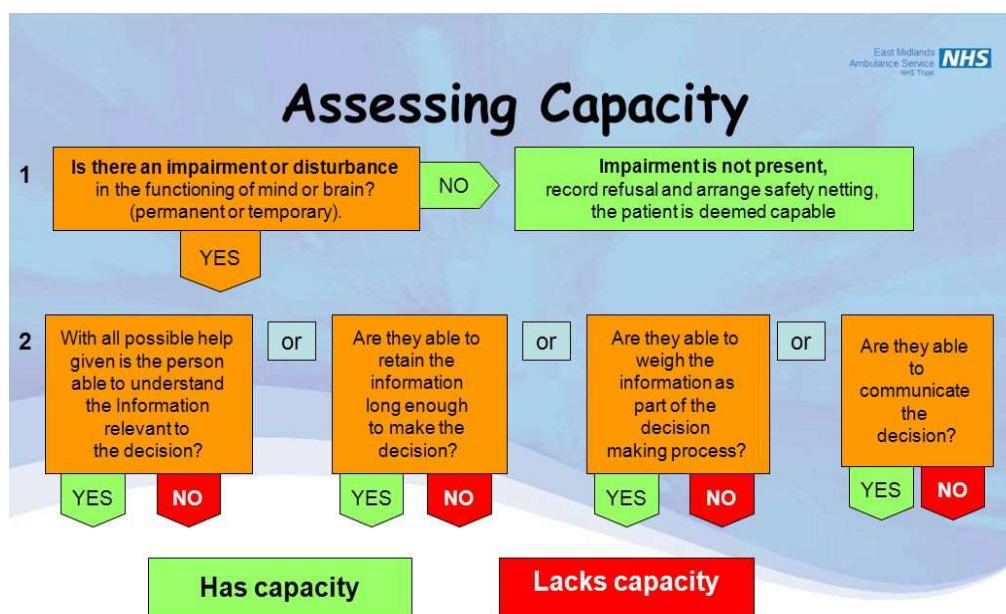 East Midlands
Ambulance Service
NHS Trust
NHS
Assessing Capacity
1
Is there an impairment or disturbance
in the functioning of mind or brain?
(permanent or temporary).
NO
Impairment is not present,
record refusal and arrange safety netting,
the patient is deemed capable
YES
2
With all possible help
given is the person
able to understand
the Information
relevant to
the decision?
or
Are they able to
retain the
information
long enough
to make the
decision?
or
Are they able to
weigh the
information as
part of the
decision
making process?
or
Are they able
to
communicate
the
decision?
YES
NO
YES
NO
YES
NO
YES
NO
Has capacity
Lacks capacity